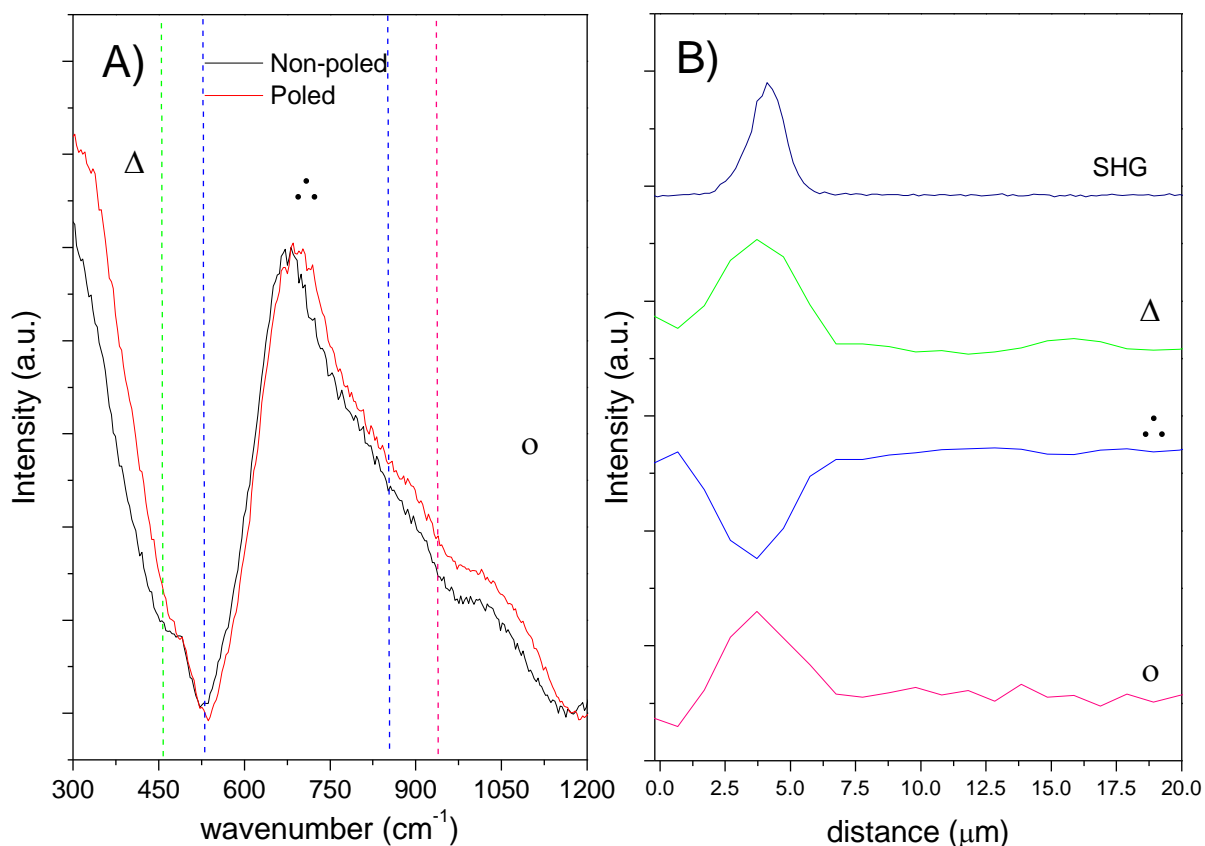 A)
Non-poled
Poled
Δ
∴
o
Intensity (a.u.)
300 450 600 750 900 1050 1200
wavenumber (cm⁻¹)
B)
SHG
Δ
∴
o
Intensity (a.u.)
0.0 2.5 5.0 7.5 10.0 12.5 15.0 17.5 20.0
distance (μm)